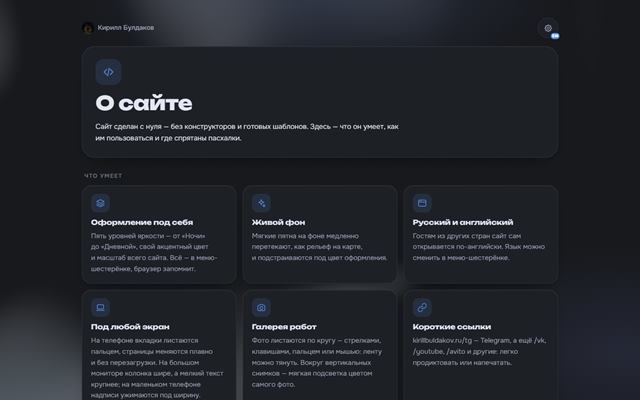 Кирилл Булдаков
О сайте
Сайт сделан с нуля — без конструкторов и готовых шаблонов. Здесь — что он умеет, как
им пользоваться и где спрятаны пасхалки.
ЧТО УМЕЕТ
Оформление под себя
Пять уровней яркости — от «Ночи»
до «Дневной», свой акцентный цвет
и масштаб всего сайта. Всё — в меню-
шестерёнке, браузер запомнит.
Живой фон
Мягкие пятна на фоне медленно
перетекают, как рельеф на карте,
и подстраиваются под цвет оформления.
Русский и английский
Гостям из других стран сайт сам
открывается по-английски. Язык можно
сменить в меню-шестерёнке.
Под любой экран
На телефоне вкладки листаются
пальцем, страницы меняются плавно
и без перезагрузки. На большом
мониторе колонка шире, а мелкий текст
крупнее; на маленьком телефоне
надписи ужимаются под ширину.
Галерея работ
Фото листаются по кругу — стрелками,
клавишами, пальцем или мышью: ленту
можно тянуть. Вокруг вертикальных
снимков — мягкая подсветка цветом
самого фото.
Короткие ссылки
kirillbuldakov.ru/tg — Telegram, а ещё /vk,
/youtube, /avito и другие: легко
продиктовать или напечатать.